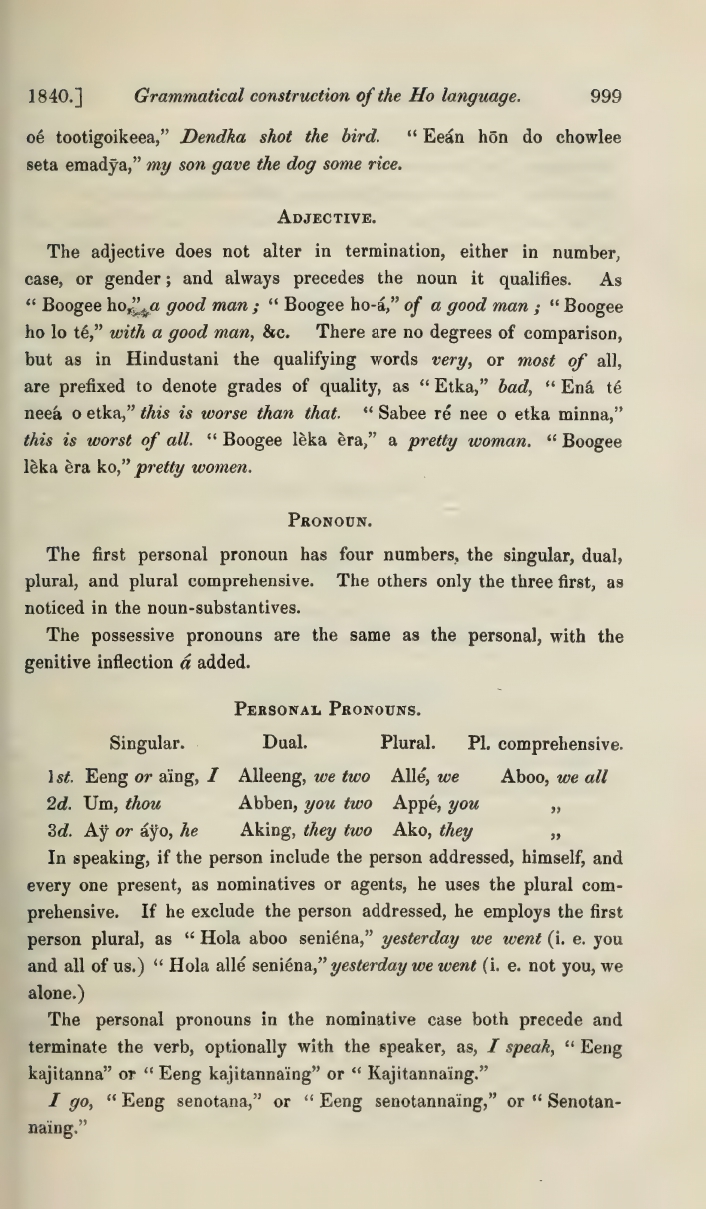 1840.] Grammatical construction of the Ho language. 999
oé tootigoikeea,” Dendka shot the bird. “ Eeán hōn do chowlee
seta emadȳa,” my son gave the dog some rice.
Adjective.
The adjective does not alter in termination, either in number,
case, or gender ; and always precedes the noun it qualifies. As
“ Boogee ho,” a good man ; “ Boogee ho-á,” of a good man ; “ Boogee
ho lo té,” with a good man, &c. There are no degrees of comparison,
but as in Hindustani the qualifying words very, or most of all,
are prefixed to denote grades of quality, as “ Etka,” bad, “ Ená té
neeá o etka,” this is worse than that. “ Sabee ré nee o etka minna,”
this is worst of all. “ Boogee lèka èra,” a pretty woman. “ Boogee
lèka èra ko,” pretty women.
Pronoun.
The first personal pronoun has four numbers, the singular, dual,
plural, and plural comprehensive. The others only the three first, as
noticed in the noun-substantives.
The possessive pronouns are the same as the personal, with the
genitive inflection á added.
Personal Pronouns.
Singular. Dual. Plural. Pl. comprehensive.
1st. Eeng or aïng, I Alleeng, we two Allé, we Aboo, we all
2d. Um, thou Abben, you two Appé, you ,,
3d. Aÿ or áÿo, he Aking, they two Ako, they ,,
In speaking, if the person include the person addressed, himself, and
every one present, as nominatives or agents, he uses the plural com-
prehensive. If he exclude the person addressed, he employs the first
person plural, as “ Hola aboo seniéna,” yesterday we went (i. e. you
and all of us.) “ Hola allé seniéna,” yesterday we went (i. e. not you, we
alone.)
The personal pronouns in the nominative case both precede and
terminate the verb, optionally with the speaker, as, I speak, “ Eeng
kajitanna” or “ Eeng kajitannaïng” or “ Kajitannaïng.”
I go, “ Eeng senotana,” or “ Eeng senotannaïng,” or “ Senotan-
naïng.”